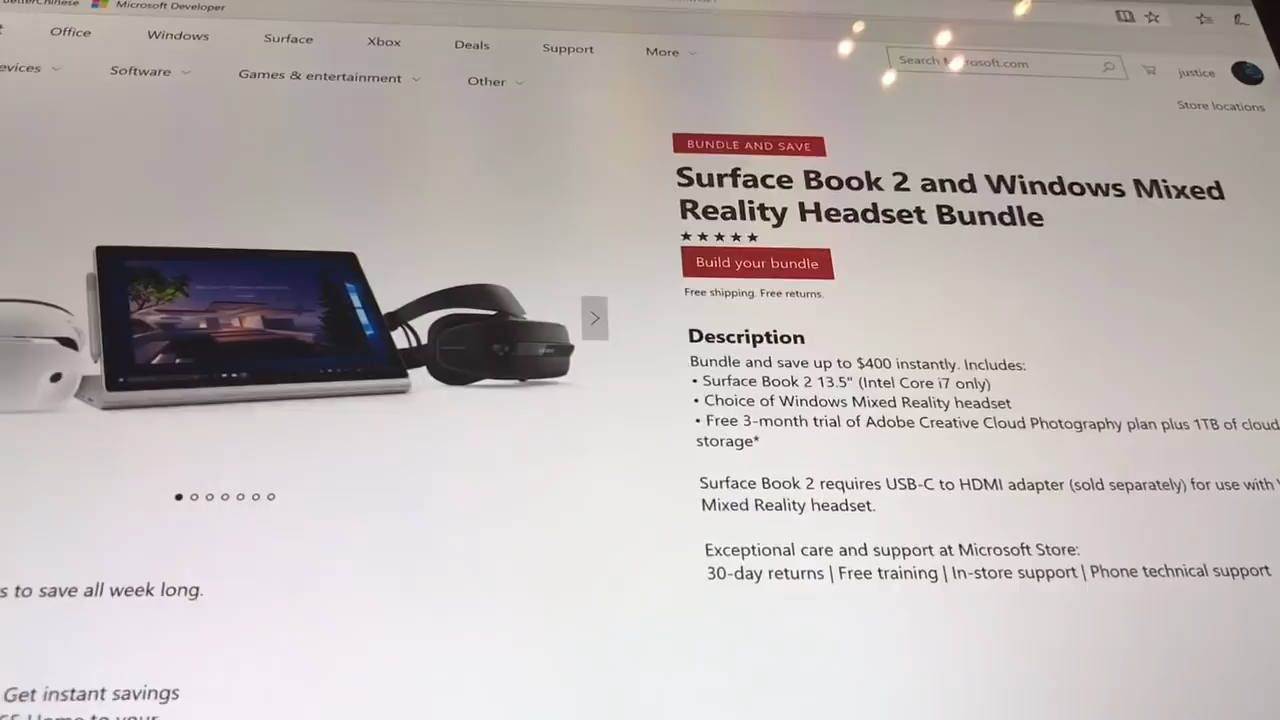 Microsoft Developer
Office Windows Surface Xbox Deals Support More
Software Games & entertainment Other
Search justice
Store locations
BUNDLE AND SAVE
Surface Book 2 and Windows Mixed
Reality Headset Bundle
Build your bundle
Free shipping. Free returns.
Description
Bundle and save up to $400 instantly. Includes:
• Surface Book 2 13.5" (Intel Core i7 only)
• Choice of Windows Mixed Reality headset
• Free 3-month trial of Adobe Creative Cloud Photography plan plus 1TB of cloud
storage*
Surface Book 2 requires USB-C to HDMI adapter (sold separately) for use with
Mixed Reality headset.
Exceptional care and support at Microsoft Store:
30-day returns | Free training | In-store support | Phone technical support
s to save all week long.
Get instant savings